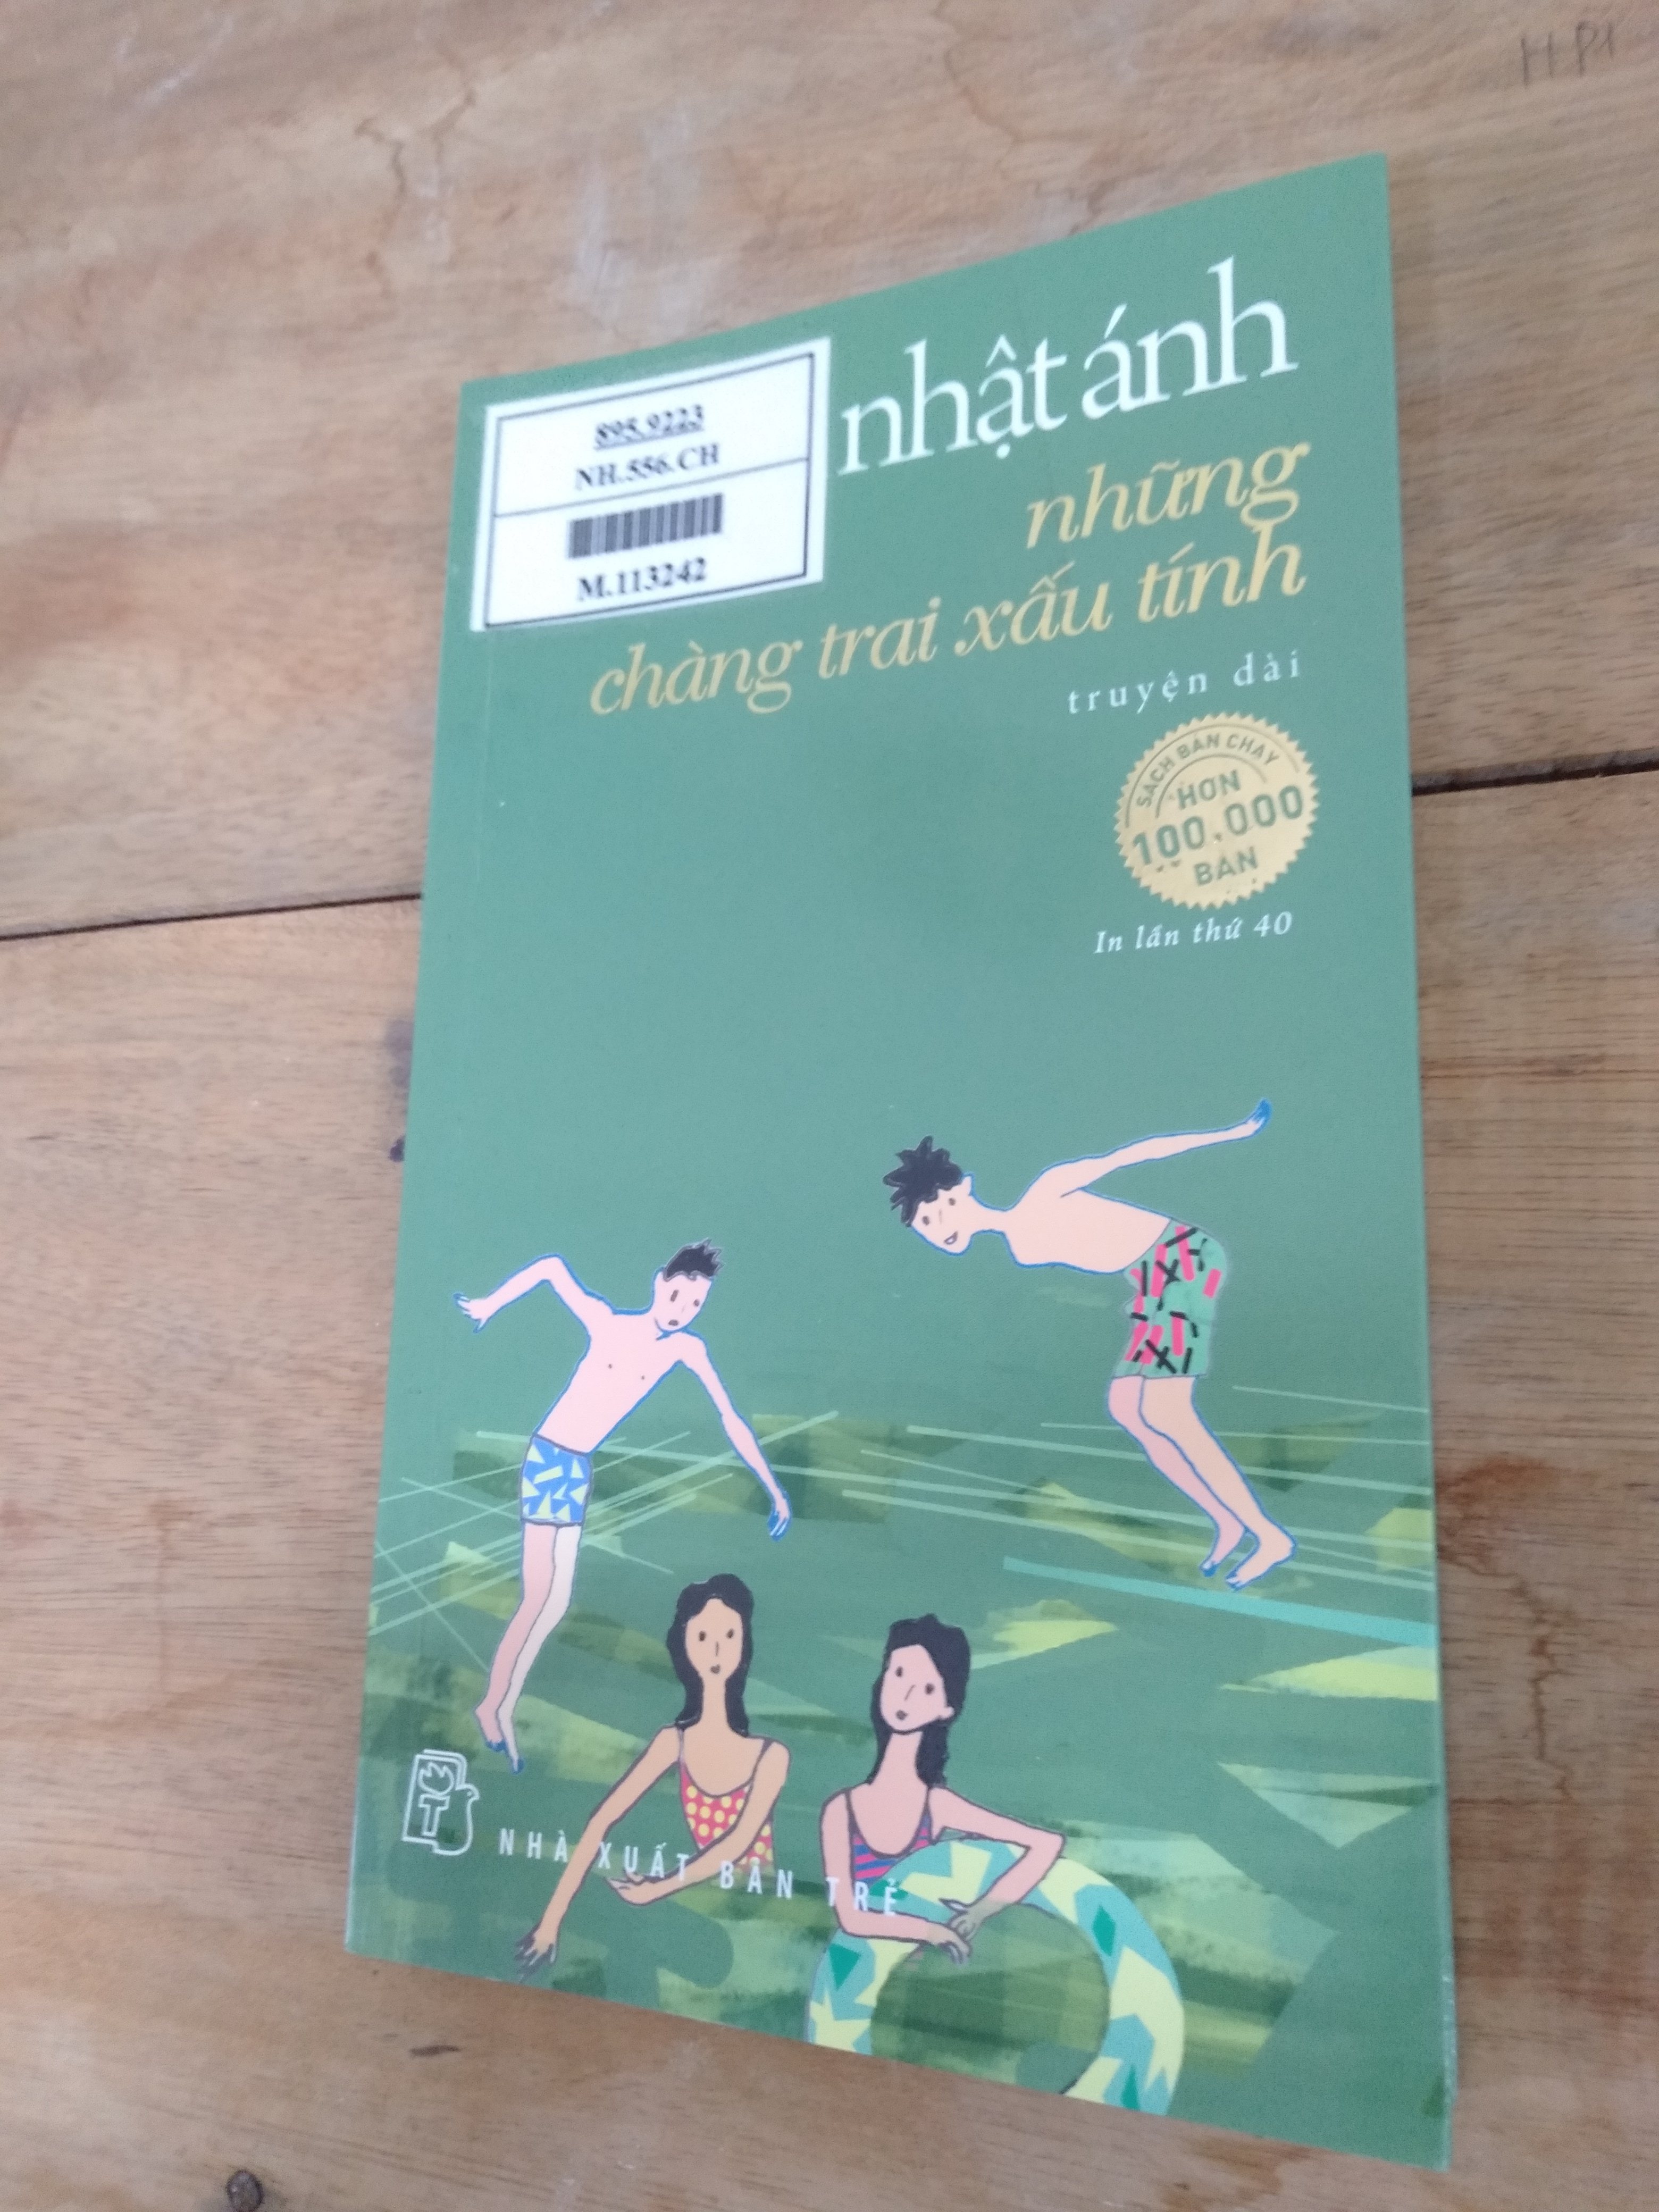 895.9223
NH.556.CH
M.113242
nhật ánh
những
chàng trai xấu tính
truyện dài
SÁCH BÁN CHẠY
HƠN
100.000
BẢN
In lần thứ 40
T
NHÀ XUẤT BẢN TRẺ